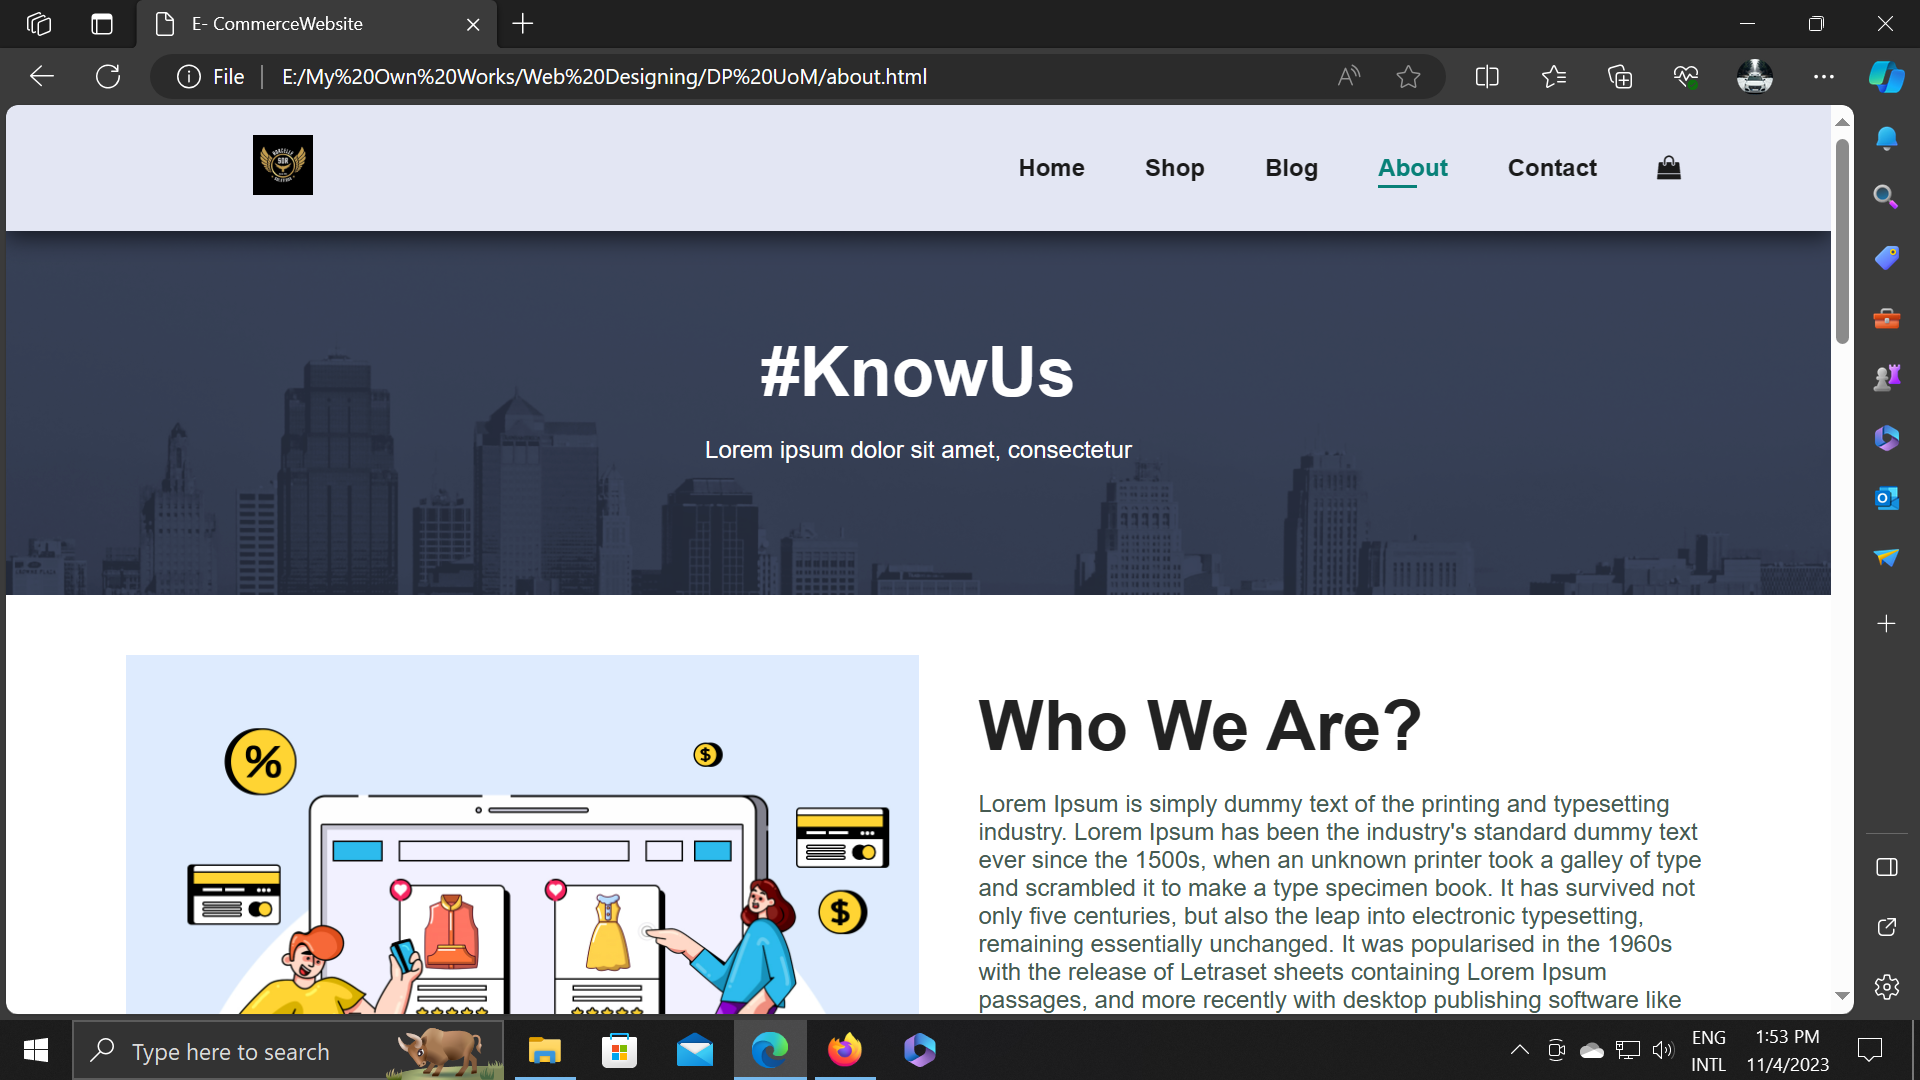 E- CommerceWebsite
File
E:/My%20Own%20Works/Web%20Designing/DP%20UoM/about.html
Home
Shop
Blog
About
Contact
#KnowUs
Lorem ipsum dolor sit amet, consectetur
Who We Are?
Lorem Ipsum is simply dummy text of the printing and typesetting
industry. Lorem Ipsum has been the industry's standard dummy text
ever since the 1500s, when an unknown printer took a galley of type
and scrambled it to make a type specimen book. It has survived not
only five centuries, but also the leap into electronic typesetting,
remaining essentially unchanged. It was popularised in the 1960s
with the release of Letraset sheets containing Lorem Ipsum
passages, and more recently with desktop publishing software like
%
$
$
Type here to search
ENG
INTL
1:53 PM
11/4/2023